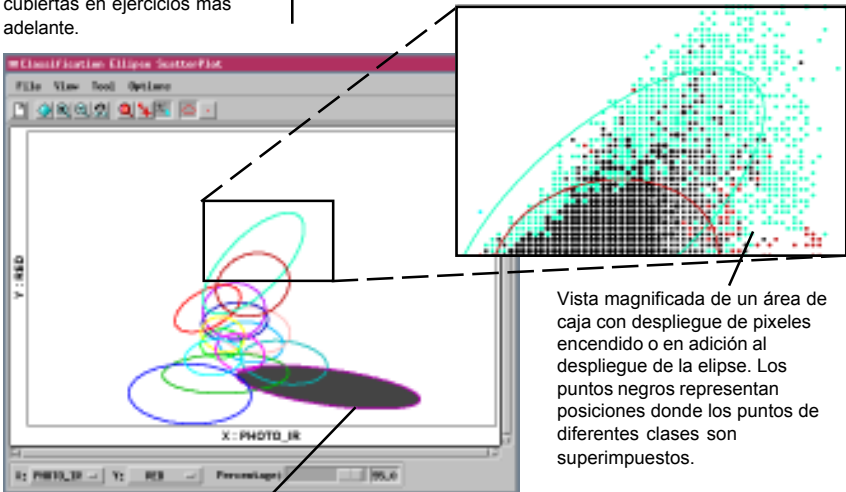 cubiertas en ejercicios más
adelante.
Classification Ellipse ScatterPlot
File View Tool Options
Y : RED
X : PHOTO_IR
X: PHOTO_IR Y: RED Percentage: 95.0
Vista magnificada de un área de
caja con despliegue de pixeles
encendido o en adición al
despliegue de la elipse. Los
puntos negros representan
posiciones donde los puntos de
diferentes clases son
superimpuestos.